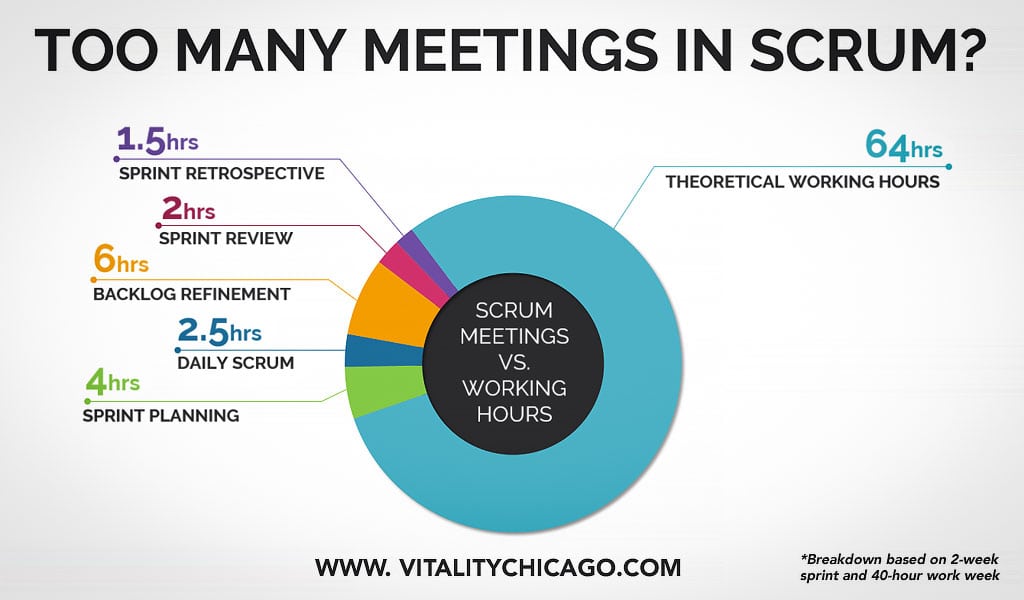 TOO MANY MEETINGS IN SCRUM?
1.5hrs
SPRINT RETROSPECTIVE
2hrs
SPRINT REVIEW
6hrs
BACKLOG REFINEMENT
2.5hrs
DAILY SCRUM
4hrs
SPRINT PLANNING
64hrs
THEORETICAL WORKING HOURS
SCRUM
MEETINGS
VS.
WORKING
HOURS
WWW. VITALITYCHICAGO.COM
*Breakdown based on 2-week
sprint and 40-hour work week